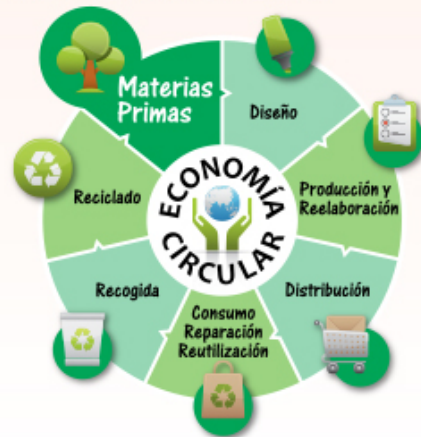 Materias
Primas
Diseño
Producción y
Reelaboración
Distribución
Consumo
Reparación
Reutilización
Recogida
Reciclado
ECONOMÍA
CIRCULAR